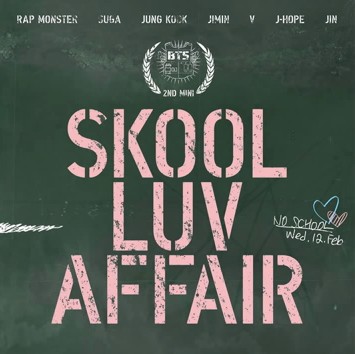 RAP MONSTER SUGA JUNG KOOK JIMIN V J-HOPE JIN
BTS
2ND MINI
SKOOL
LUV
AFFAIR
NO SCHOOL
Wed, 12. Feb